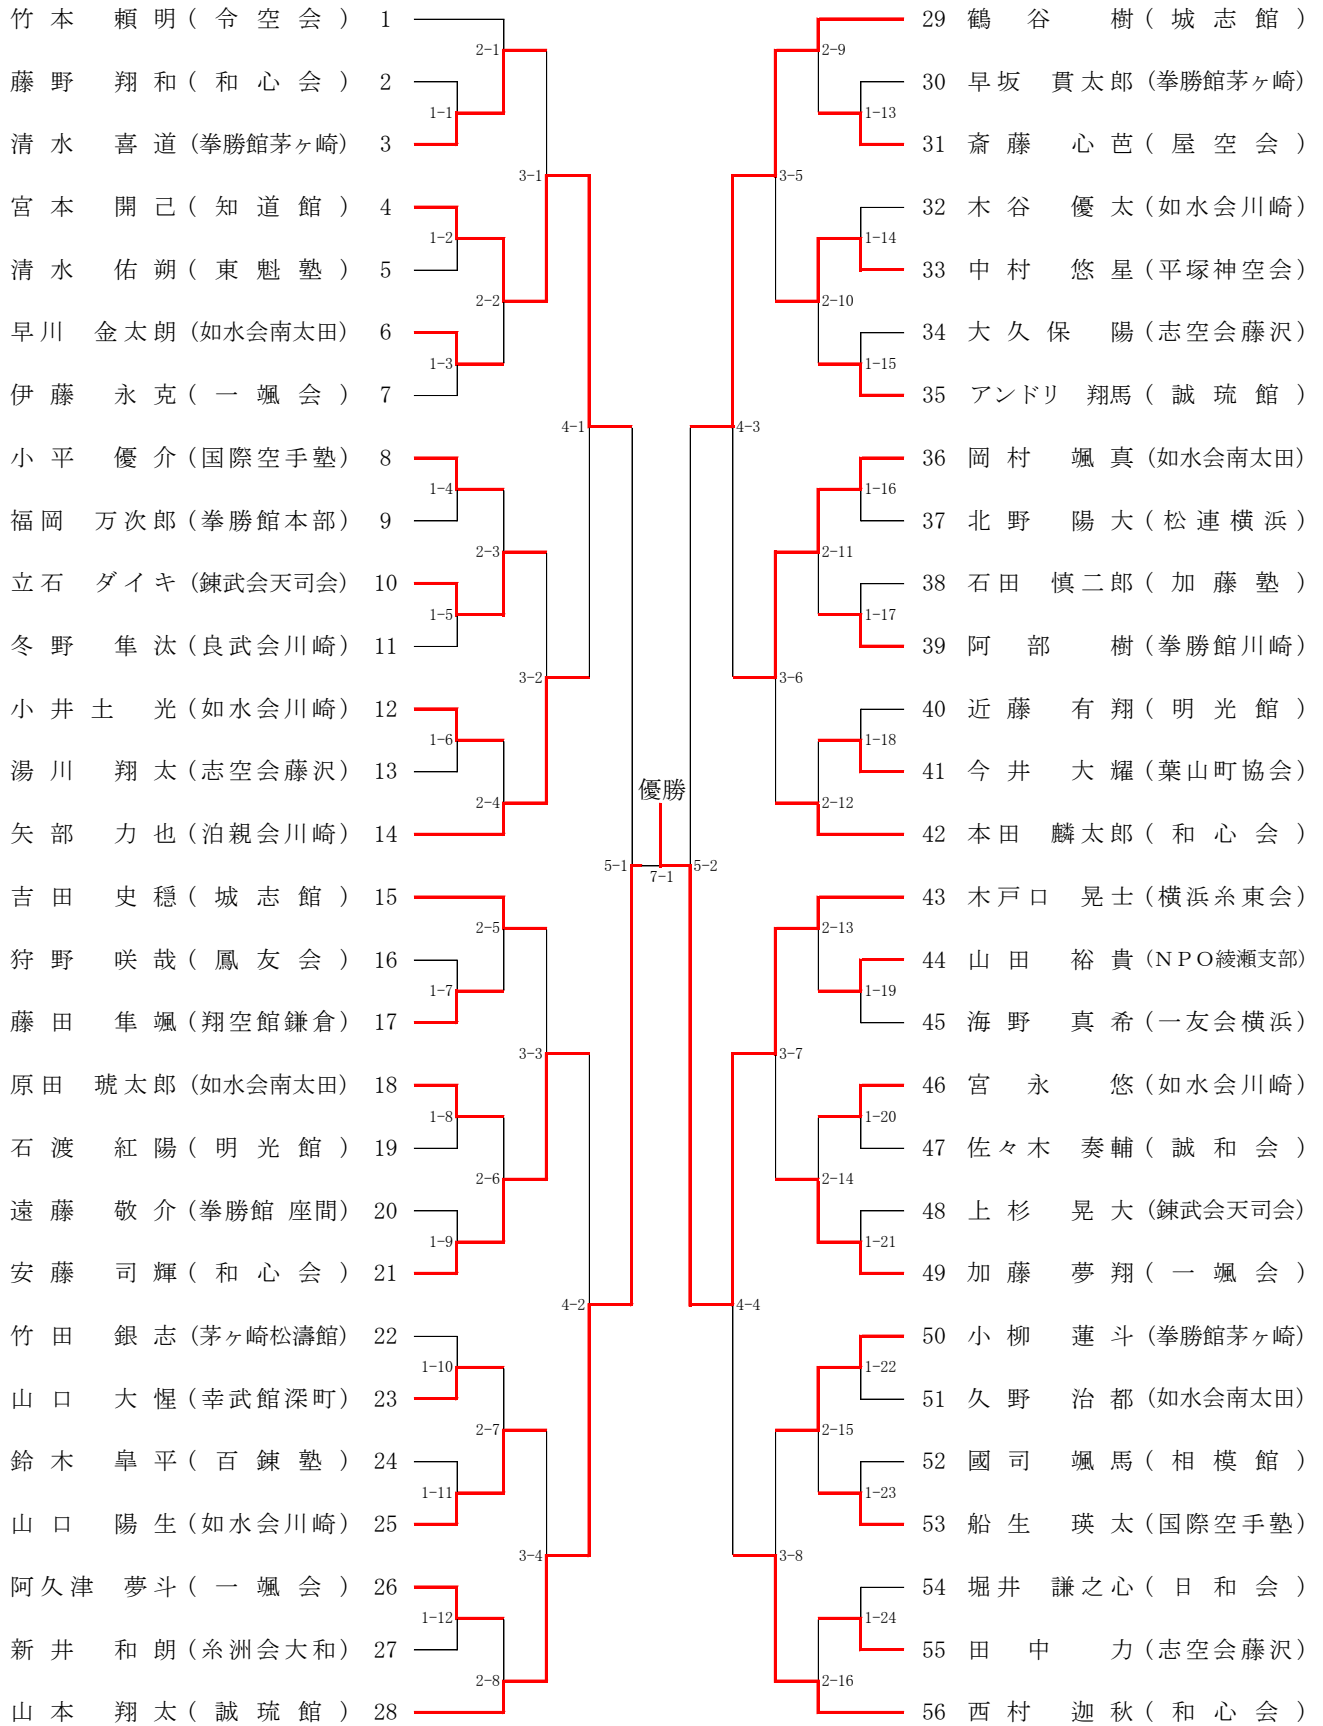 竹本 頼明 (令空会) 1
藤野 翔和 (和心会) 2
清水 喜道 (拳勝館茅ヶ崎) 3
宮本 開己 (知道館) 4
清水 佑朔 (東魁塾) 5
早川 金太朗 (如水会南太田) 6
伊藤 永克 (一颯会) 7
小平 優介 (国際空手塾) 8
福岡 万次郎 (拳勝館本部) 9
立石 ダイキ (錬武会天司会) 10
冬野 隼汰 (良武会川崎) 11
小井土 光 (如水会川崎) 12
湯川 翔太 (志空会藤沢) 13
矢部 力也 (泊親会川崎) 14
吉田 史穏 (城志館) 15
狩野 咲哉 (鳳友会) 16
藤田 隼颯 (翔空館鎌倉) 17
原田 琥太郎 (如水会南太田) 18
石渡 紅陽 (明光館) 19
遠藤 敬介 (拳勝館 座間) 20
安藤 司輝 (和心会) 21
竹田 銀志 (茅ヶ崎松濤館) 22
山口 大惺 (幸武館深町) 23
鈴木 皐平 (百錬塾) 24
山口 陽生 (如水会川崎) 25
阿久津 夢斗 (一颯会) 26
新井 和朗 (糸洲会大和) 27
山本 翔太 (誠琉館) 28
2-1
1-1
3-1
1-2
2-2
1-3
4-1
1-4
2-3
1-5
3-2
1-6
2-4
5-1
2-5
1-7
3-3
1-8
2-6
1-9
4-2
1-10
2-7
1-11
3-4
1-12
2-8
優勝
7-1
2-9
1-13
3-5
1-14
2-10
1-15
4-3
1-16
2-11
1-17
3-6
1-18
2-12
5-2
2-13
1-19
3-7
1-20
2-14
1-21
4-4
1-22
2-15
1-23
3-8
1-24
2-16
29 鶴谷 樹 (城志館)
30 早坂 貫太郎 (拳勝館茅ヶ崎)
31 斎藤 心芭 (屋空会)
32 木谷 優太 (如水会川崎)
33 中村 悠星 (平塚神空会)
34 大久保 陽 (志空会藤沢)
35 アンドリ 翔馬 (誠琉館)
36 岡村 颯真 (如水会南太田)
37 北野 陽大 (松連横浜)
38 石田 慎二郎 (加藤塾)
39 阿部 樹 (拳勝館川崎)
40 近藤 有翔 (明光館)
41 今井 大耀 (葉山町協会)
42 本田 麟太郎 (和心会)
43 木戸口 晃士 (横浜糸東会)
44 山田 裕貴 (NPO綾瀬支部)
45 海野 真希 (一友会横浜)
46 宮永 悠 (如水会川崎)
47 佐々木 奏輔 (誠和会)
48 上杉 晃大 (錬武会天司会)
49 加藤 夢翔 (一颯会)
50 小柳 蓮斗 (拳勝館茅ヶ崎)
51 久野 治都 (如水会南太田)
52 國司 颯馬 (相模館)
53 船生 瑛太 (国際空手塾)
54 堀井 謙之心 (日和会)
55 田中 力 (志空会藤沢)
56 西村 迦秋 (和心会)